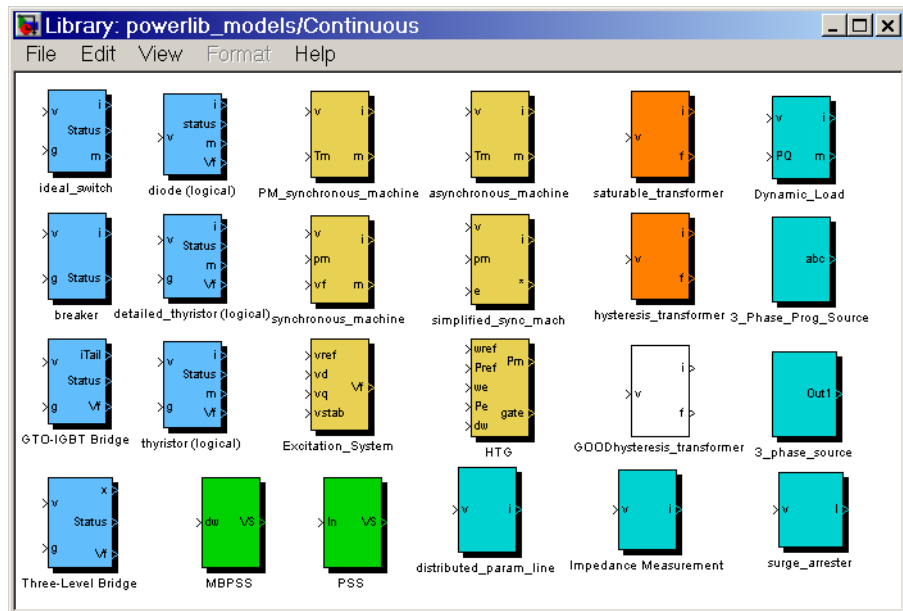 Library: powerlib_models/Continuous
File Edit View Format Help
v i Status g m
ideal_switch
v i status m Vf
diode (logical)
v i Tm m
PM_synchronous_machine
v i Tm m
asynchronous_machine
v i f
saturable_transformer
v i PQ m
Dynamic_Load
v i g Status
breaker
v i Status m g Vf
detailed_thyristor (logical)
v i pm vf m
synchronous_machine
v i pm e *
simplified_sync_mach
v i f
hysteresis_transformer
abc
3_Phase_Prog_Source
v iTail Status g Vf
GTO-IGBT Bridge
v i Status m g Vf
thyristor (logical)
vref vd vq vstab Vf
Excitation_System
wref Pref we Pe dw Pm gate
HTG
v i f
GOODhysteresis_transformer
Out1
3_phase_source
x v Status g Vf
Three-Level Bridge
dw VS
MBPSS
In VS
PSS
v i
distributed_param_line
v i
Impedance Measurement
v I
surge_arrester